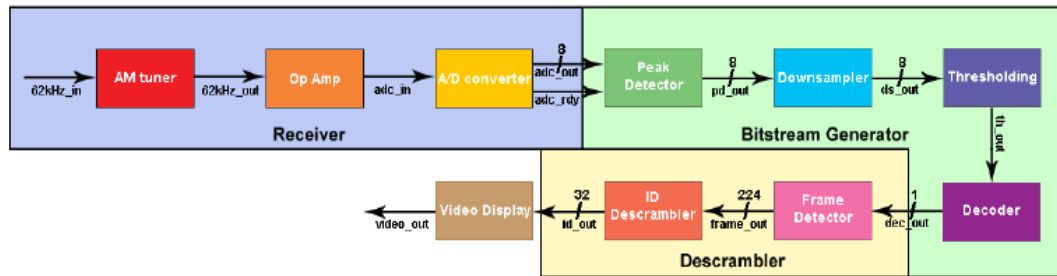 8
8
8
AM tuner
Op Amp
A/D converter
adc_out
Peak
Detector
Downsampler
Thresholding
62kHz_in
62kHz_out
adc_in
adc_rdy
pd_out
ds_out
Receiver
Bitstream Generator
th_out
Video Display
32
ID
Descrambler
224
Frame
Detector
1
Decoder
video_out
id_out
frame_out
dec_out
Descrambler